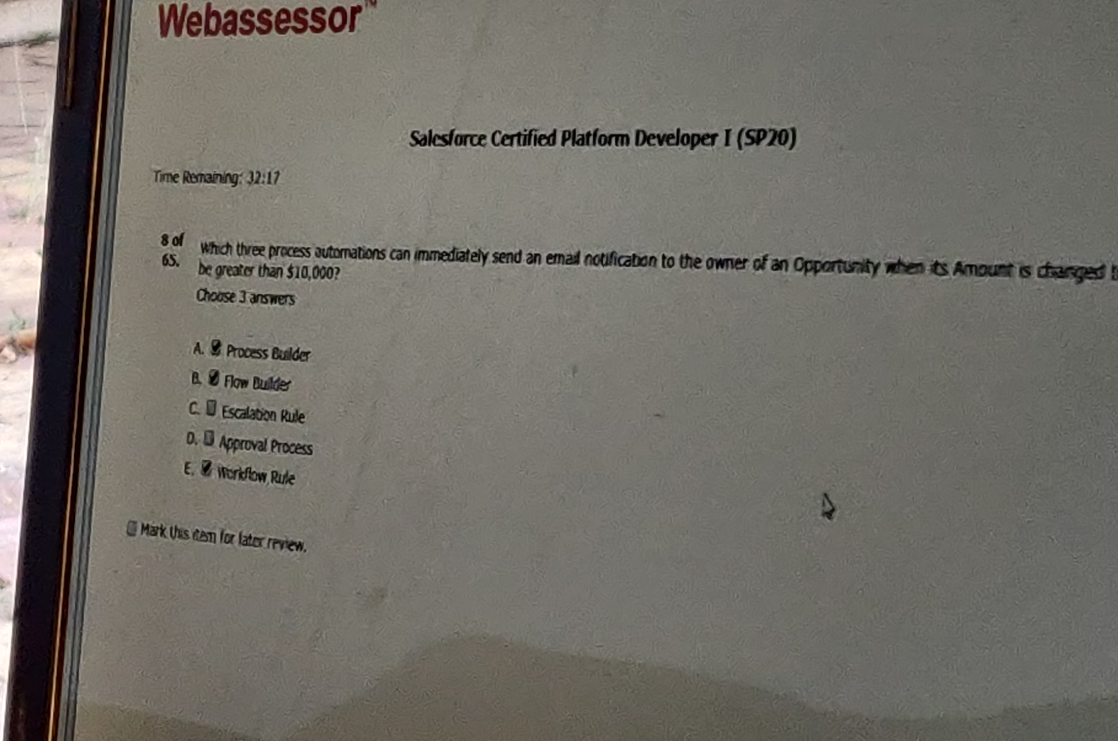 Webassessor™
Salesforce Certified Platform Developer I (SP20)
Time Remaining: 32:17
8 of 65. Which three process automations can immediately send an email notification to the owner of an Opportunity when its Amount is changed
be greater than $10,000?
Choose 3 answers
A. Process Builder
B. Flow Builder
C. Escalation Rule
D. Approval Process
E. Workflow Rule
Mark this item for later review.